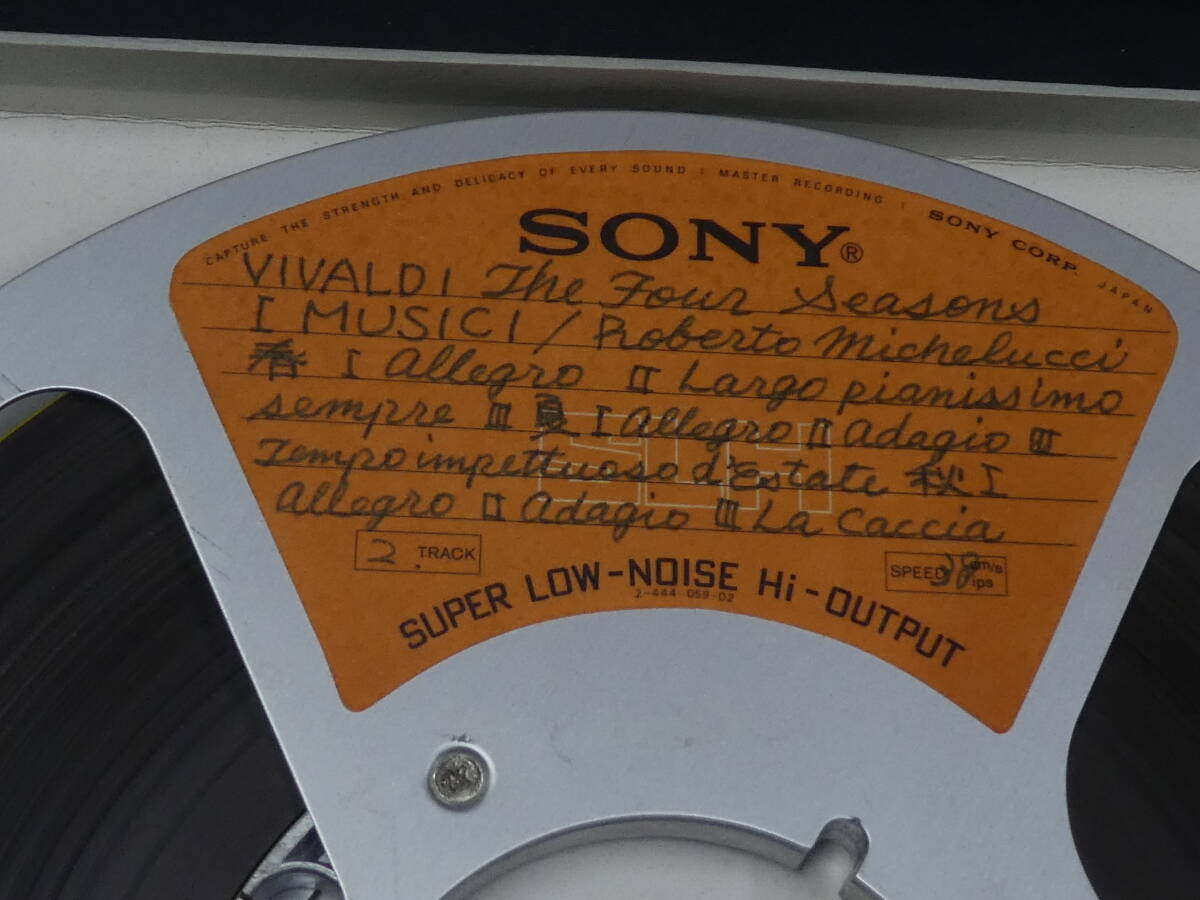 CAPTURE THE STRENGTH AND DELICACY OF EVERY SOUND : MASTER RECORDING : SONY CORP. JAPAN
SONY®
VIVALDI The Four Seasons
I MUSICI / Roberto Michelucci
春 I Allegro II Largo pianissimo
sempre III 夏 I Allegro II Adagio III
Tempo impettuoso d'Estate 秋 I
SLH
Allegro II Adagio III La Caccia
2 . TRACK
SPEED 38 cm/s ips
SUPER LOW-NOISE Hi-OUTPUT
2-444-059-02